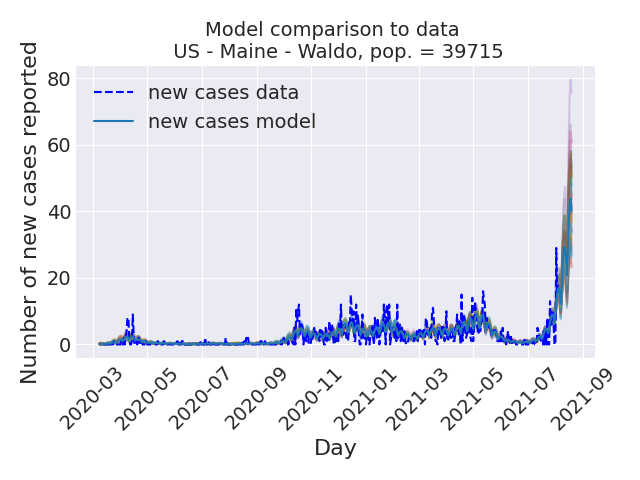 Model comparison to data
US - Maine - Waldo, pop. = 39715
Number of new cases reported
80
60
40
20
0
new cases data
new cases model
2020-03
2020-05
2020-07
2020-09
2020-11
2021-01
2021-03
2021-05
2021-07
2021-09
Day